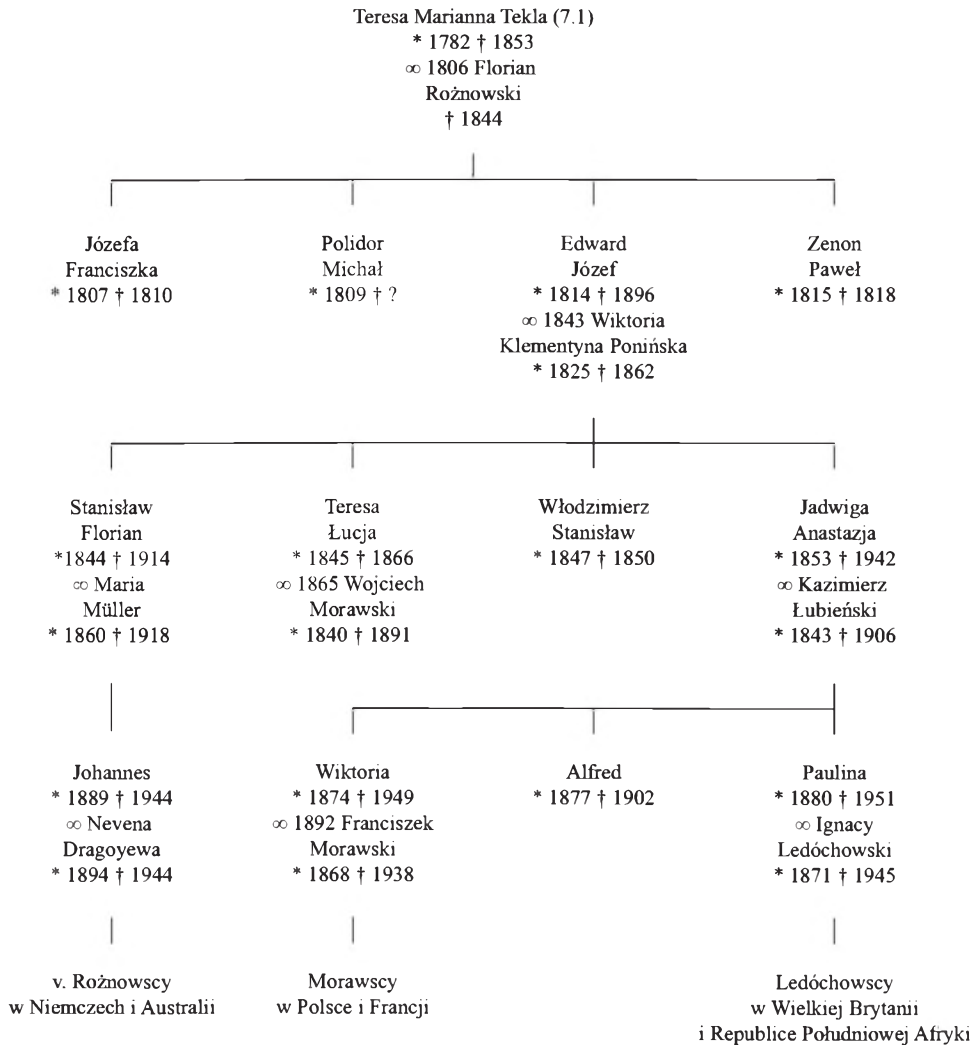 Teresa Marianna Tekla (7.1)
* 1782 † 1853
∞ 1806 Florian
Rożnowski
† 1844
Józefa
Franciszka
* 1807 † 1810
Polidor
Michał
* 1809 † ?
Edward
Józef
* 1814 † 1896
∞ 1843 Wiktoria
Klementyna Ponińska
* 1825 † 1862
Zenon
Paweł
* 1815 † 1818
Stanisław
Florian
*1844 † 1914
∞ Maria
Müller
* 1860 † 1918
Teresa
Łucja
* 1845 † 1866
∞ 1865 Wojciech
Morawski
* 1840 † 1891
Włodzimierz
Stanisław
* 1847 † 1850
Jadwiga
Anastazja
* 1853 † 1942
∞ Kazimierz
Łubieński
* 1843 † 1906
Johannes
* 1889 † 1944
∞ Nevena
Dragoyewa
* 1894 † 1944
Wiktoria
* 1874 † 1949
∞ 1892 Franciszek
Morawski
* 1868 † 1938
Alfred
* 1877 † 1902
Paulina
* 1880 † 1951
∞ Ignacy
Ledóchowski
* 1871 † 1945
v. Rożnowscy
w Niemczech i Australii
Morawscy
w Polsce i Francji
Ledóchowscy
w Wielkiej Brytanii
i Republice Południowej Afryki